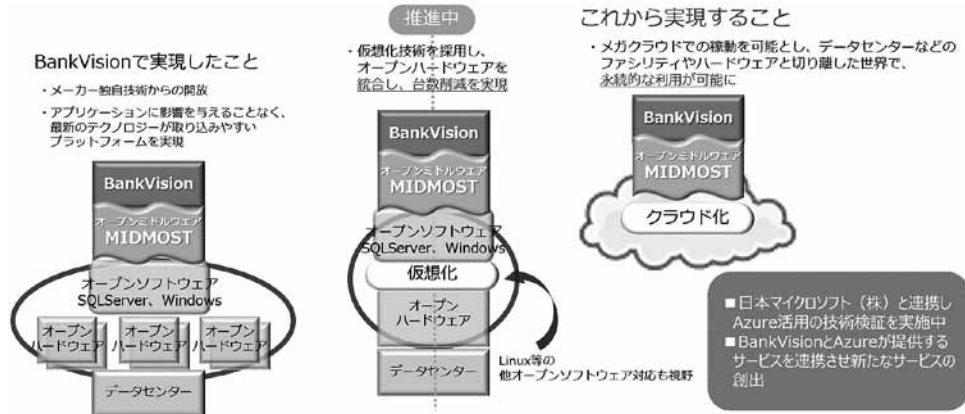 BankVisionで実現したこと
・メーカー独自技術からの開放
・アプリケーションに影響を与えることなく、
最新のテクノロジーが取り込みやすい
プラットフォームを実現
BankVision
オープンミドルウェア
MIDMOST
オープンソフトウェア
SQLServer、Windows
オープン
ハードウェア
オープン
ハードウェア
オープン
ハードウェア
データセンター
推進中
・仮想化技術を採用し、
オープンハードウェアを
統合し、台数削減を実現
BankVision
オープンミドルウェア
MIDMOST
オープンソフトウェア
SQLServer、Windows
仮想化
オープン
ハードウェア
データセンター
Linux等の
他オープンソフトウェア対応も視野
これから実現すること
・メガクラウドでの稼動を可能とし、データセンターなどの
ファシリティやハードウェアと切り離した世界で、
永続的な利用が可能に
BankVision
オープンミドルウェア
MIDMOST
クラウド化
■日本マイクロソフト（株）と連携し
Azure活用の技術検証を実施中
■BankVisionとAzureが提供する
サービスを連携させ新たなサービスの
創出